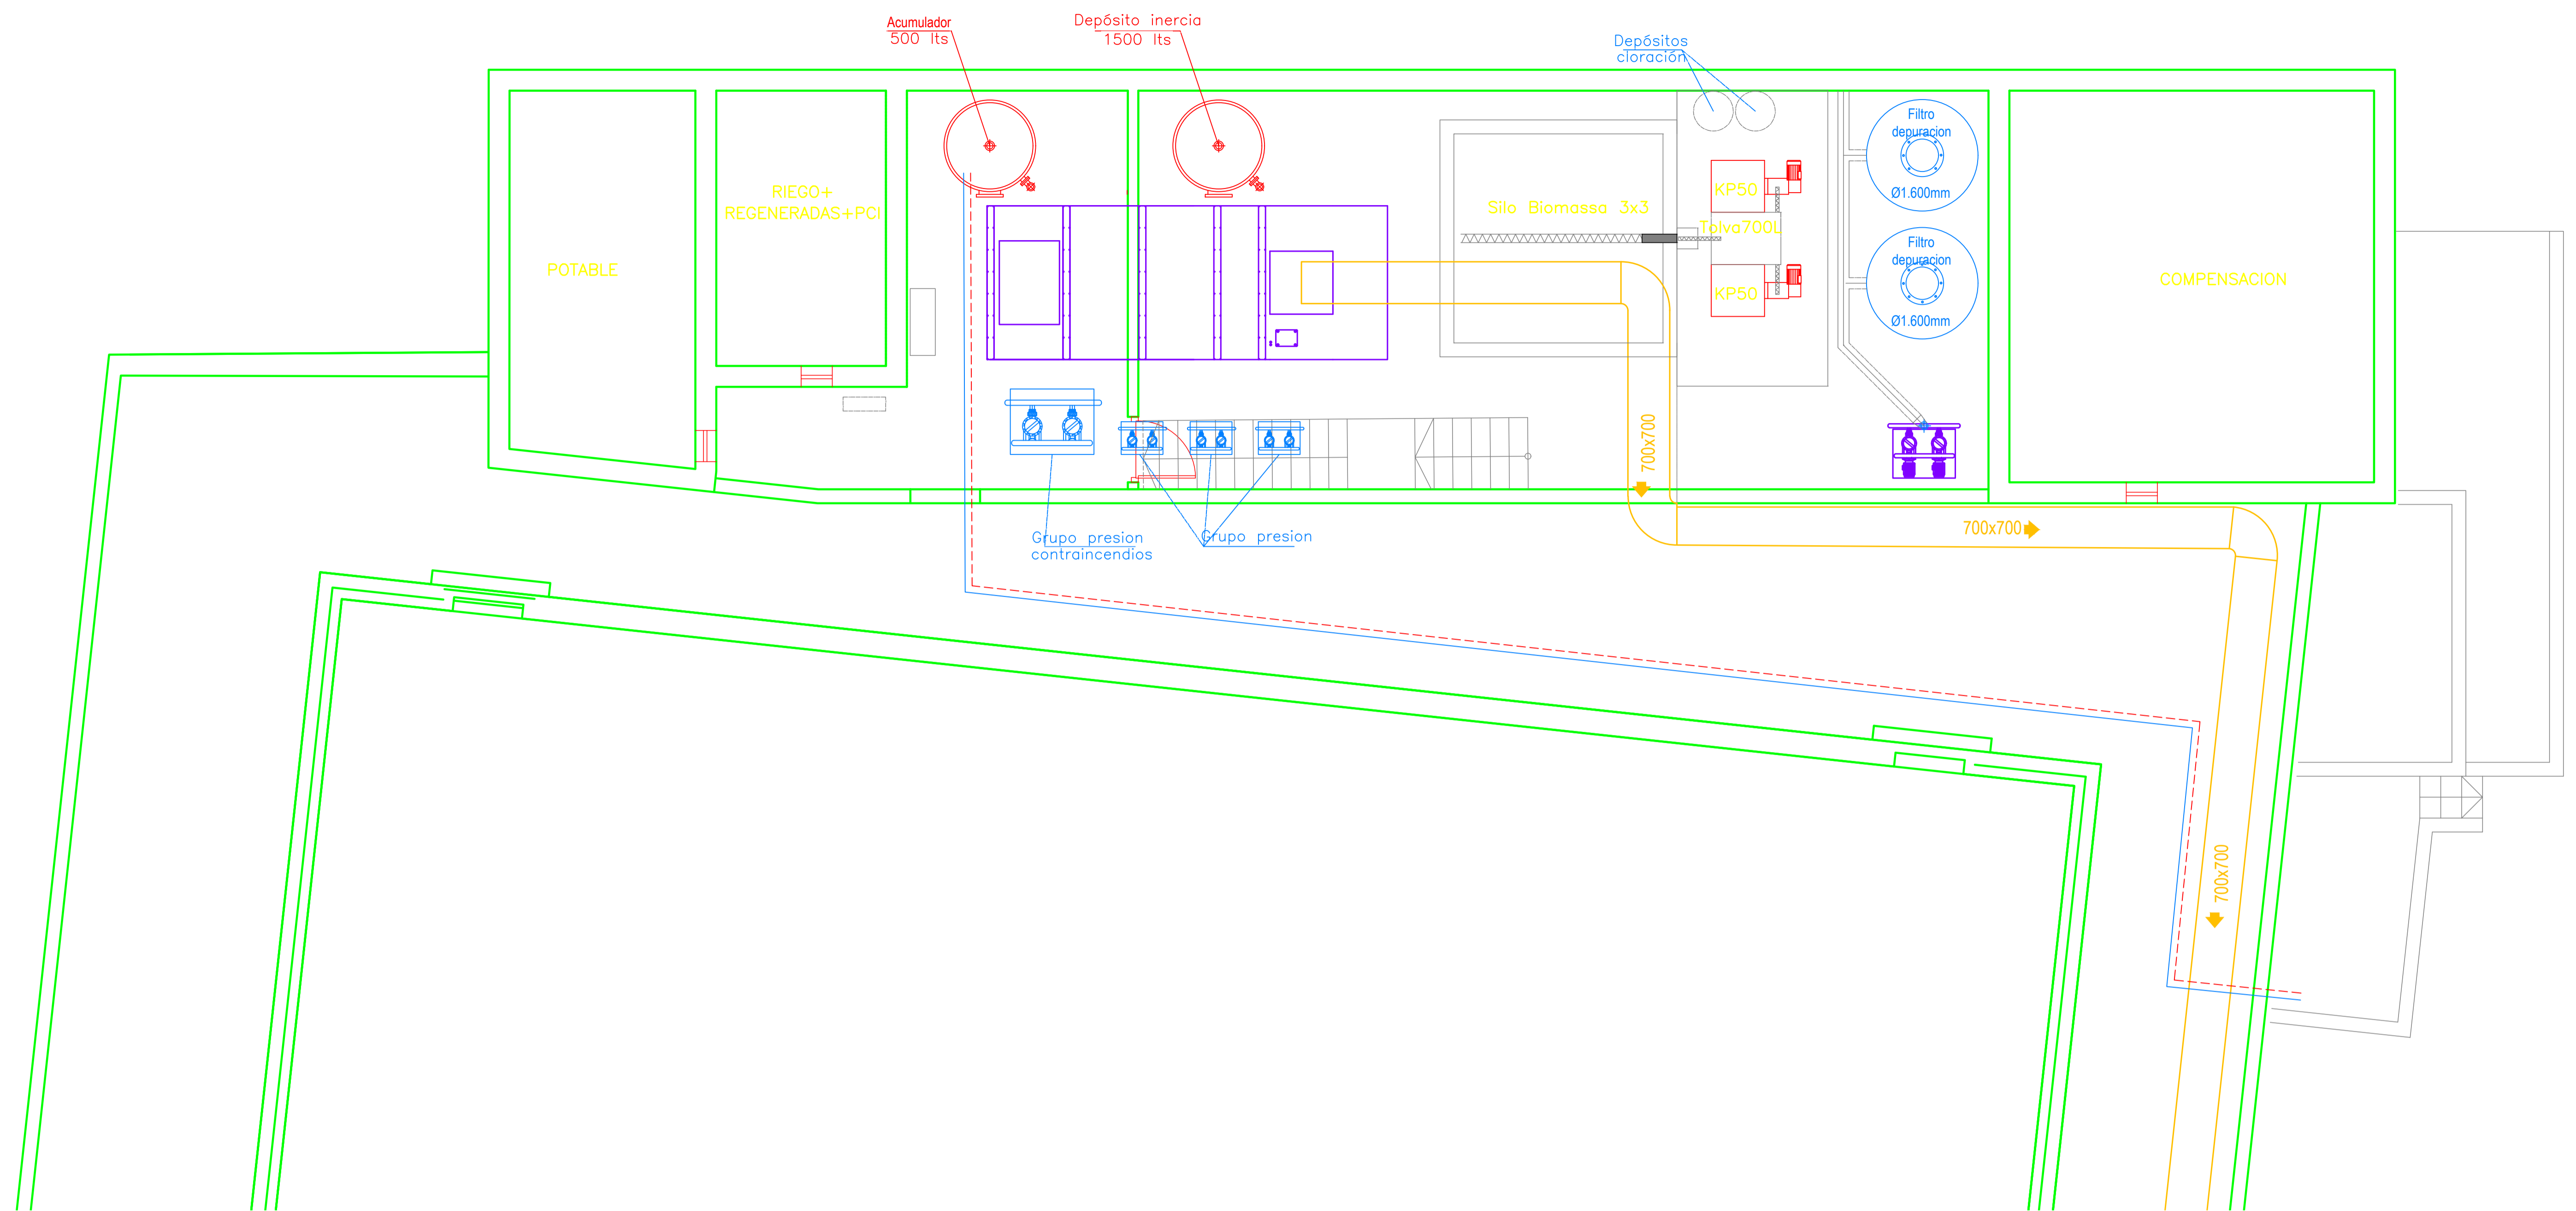 Acumulador
500 lts
Depósito inercia
1500 lts
Depósitos
cloración
Filtro
depuracion
Ø1.600mm
RIEGO+
REGENERADAS+PCI
KP50
Silo Biomassa 3x3
Tolva700L
Filtro
depuracion
Ø1.600mm
POTABLE
COMPENSACION
KP50
700x700
Grupo presion
contraincendios
Grupo presion
700x700
700x700